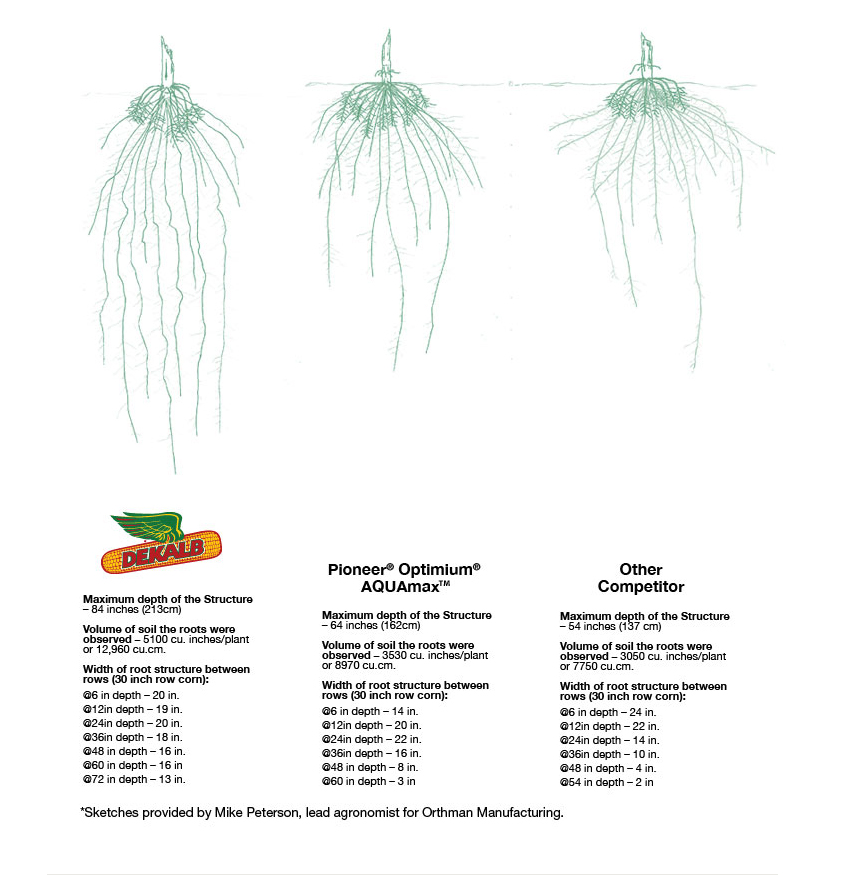 DEKALB
Maximum depth of the Structure
– 84 inches (213cm)
Volume of soil the roots were
observed – 5100 cu. inches/plant
or 12,960 cu.cm.
Width of root structure between
rows (30 inch row corn):
@6 in depth – 20 in.
@12in depth – 19 in.
@24in depth – 20 in.
@36in depth – 18 in.
@48 in depth – 16 in.
@60 in depth – 16 in
@72 in depth – 13 in.
Pioneer® Optimium®
AQUAmax™
Maximum depth of the Structure
– 64 inches (162cm)
Volume of soil the roots were
observed – 3530 cu. inches/plant
or 8970 cu.cm.
Width of root structure between
rows (30 inch row corn):
@6 in depth – 14 in.
@12in depth – 20 in.
@24in depth – 22 in.
@36in depth – 16 in.
@48 in depth – 8 in.
@60 in depth – 3 in
Other
Competitor
Maximum depth of the Structure
– 54 inches (137 cm)
Volume of soil the roots were
observed – 3050 cu. inches/plant
or 7750 cu.cm.
Width of root structure between
rows (30 inch row corn):
@6 in depth – 24 in.
@12in depth – 22 in.
@24in depth – 14 in.
@36in depth – 10 in.
@48 in depth – 4 in.
@54 in depth – 2 in
*Sketches provided by Mike Peterson, lead agronomist for Orthman Manufacturing.